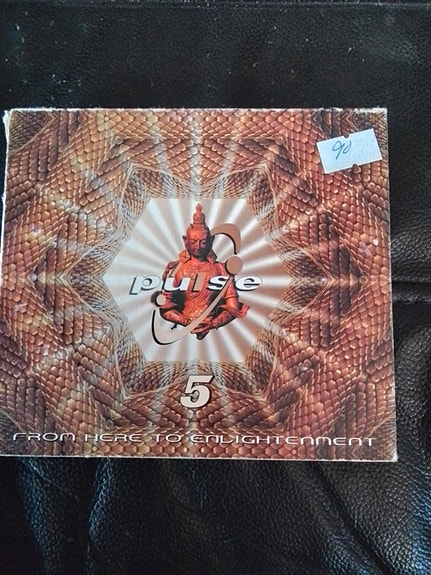 90
pulse
5
FROM HERE TO ENLIGHTENMENT